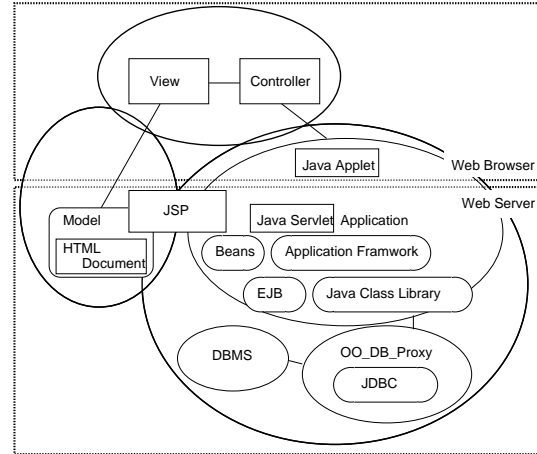 View
Controller
Java Applet
Web Browser
Web Server
JSP
Model
HTML
Document
Java Servlet Application
Beans
Application Framwork
EJB
Java Class Library
DBMS
OO_DB_Proxy
JDBC